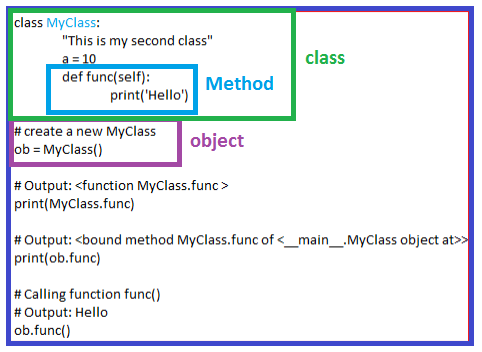 class MyClass:
"This is my second class"
a = 10
def func(self):
print('Hello')
Method
class
# create a new MyClass
ob = MyClass()
object
# Output: <function MyClass.func >
print(MyClass.func)
# Output: <bound method MyClass.func of <__main__.MyClass object at>>
print(ob.func)
# Calling function func()
# Output: Hello
ob.func()